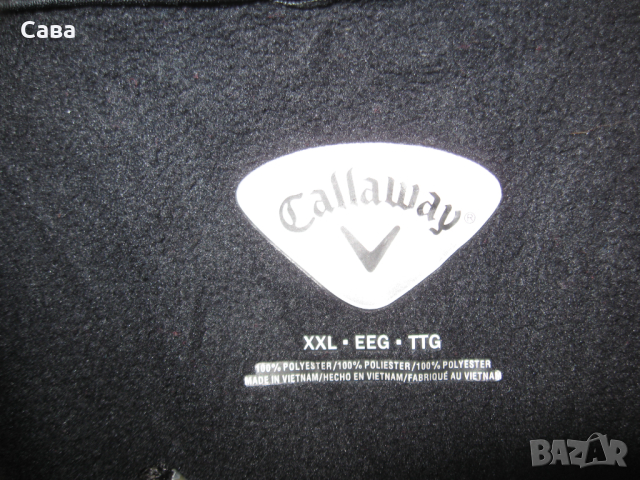 Сава
Callaway®
XXL • EEG • TTG
100% POLYESTER/100% POLIESTER/100% POLYESTER
MADE IN VIETNAM/HECHO EN VIETNAM/FABRIQUÉ AU VIETNAM
BAZAR